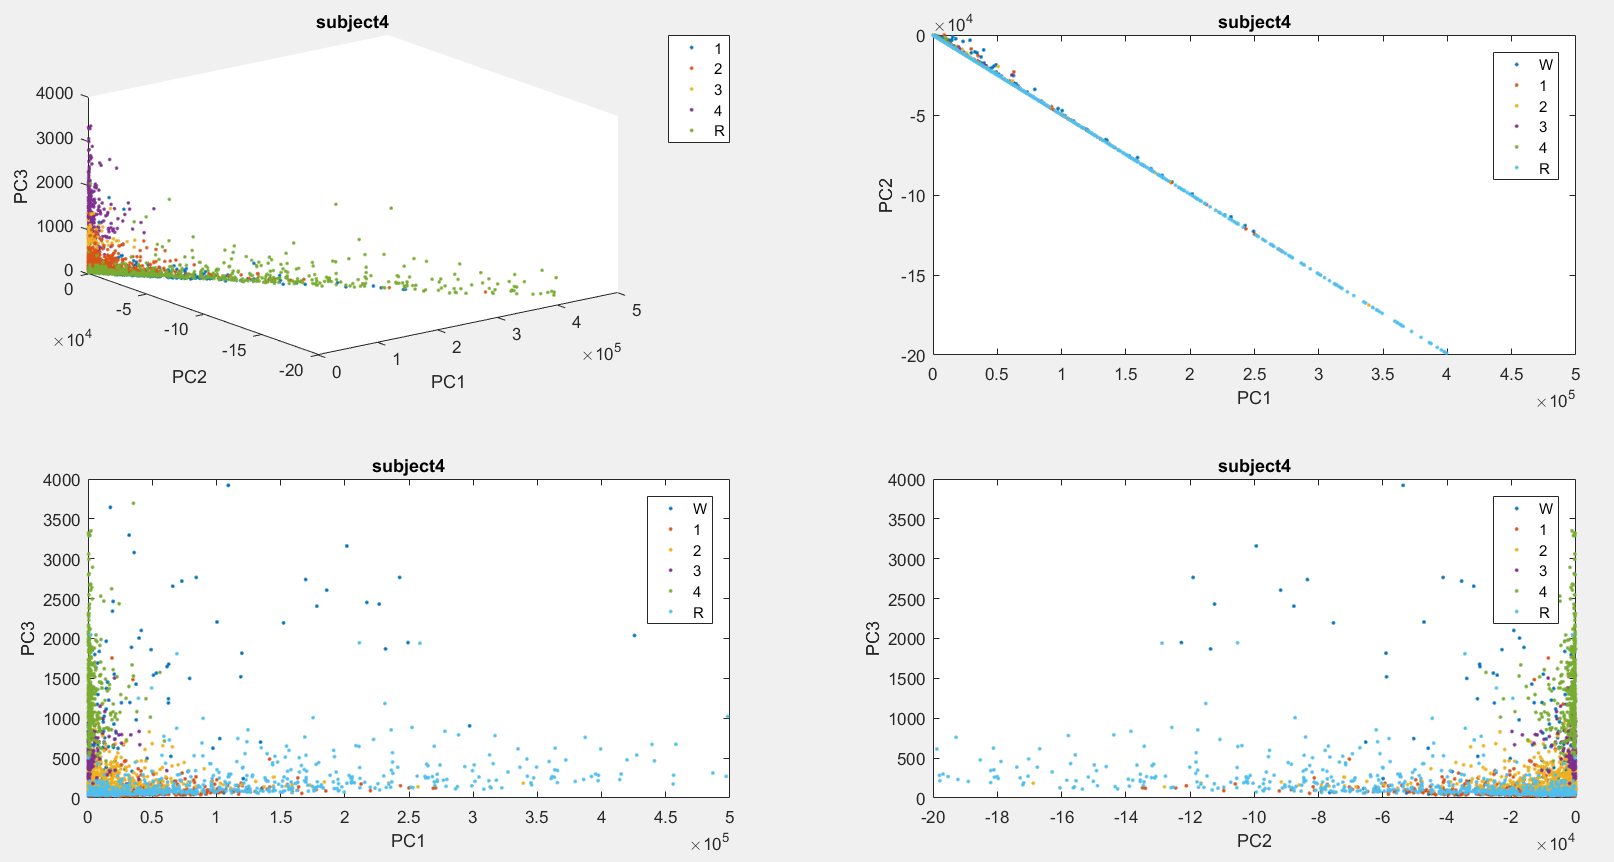 subject4
1
2
3
4
R
4000
3000
2000
1000
0
PC3
0
-5
-10
-15
-20
×10^4
PC2
0
1
2
3
4
5
×10^5
PC1
subject4
×10^4
W
1
2
3
4
R
0
-5
-10
-15
-20
PC2
0 0.5 1 1.5 2 2.5 3 3.5 4 4.5 5
PC1
×10^5
subject4
W
1
2
3
4
R
4000
3500
3000
2500
2000
1500
1000
500
0
PC3
0 0.5 1 1.5 2 2.5 3 3.5 4 4.5 5
PC1
×10^5
subject4
W
1
2
3
4
R
4000
3500
3000
2500
2000
1500
1000
500
0
PC3
-20 -18 -16 -14 -12 -10 -8 -6 -4 -2 0
PC2
×10^4